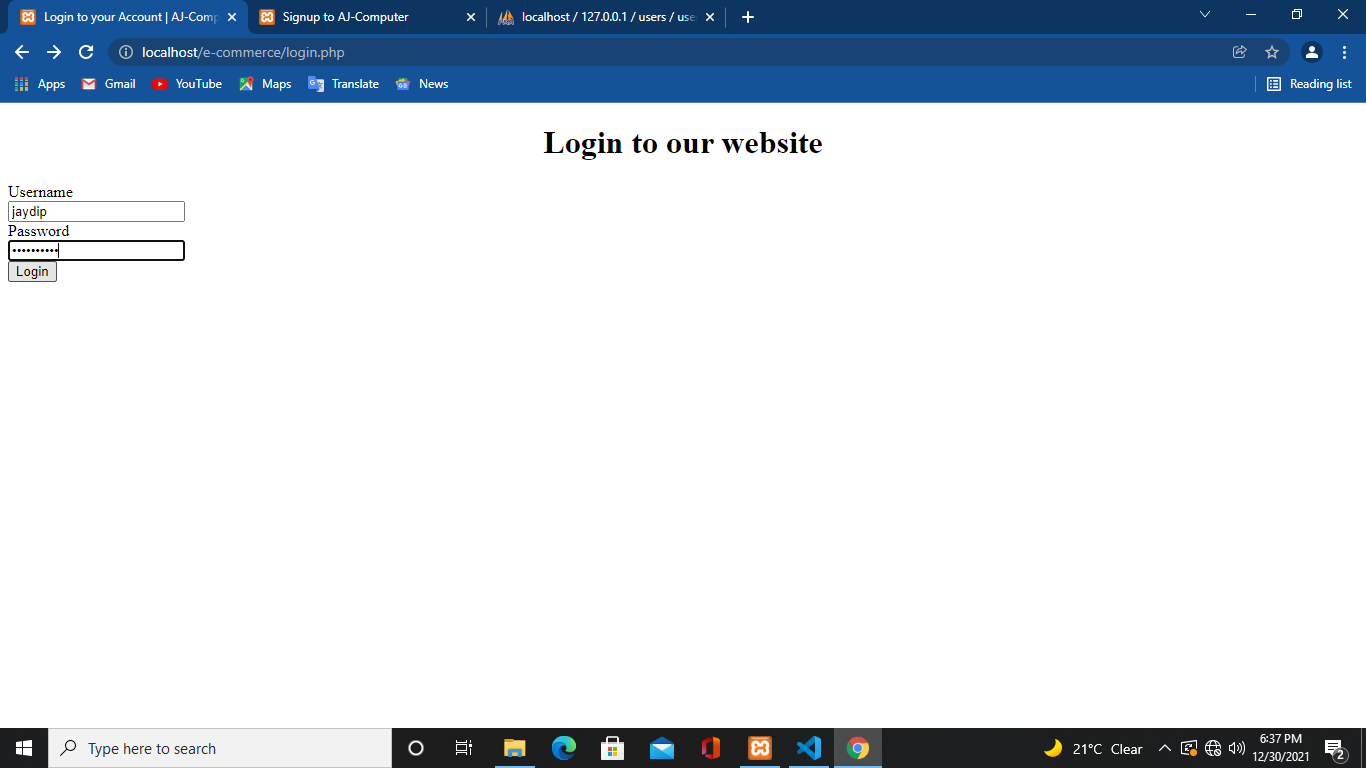 Login to your Account | AJ-Comp
Signup to AJ-Computer
localhost / 127.0.0.1 / users / use
localhost/e-commerce/login.php
Apps
Gmail
YouTube
Maps
Translate
News
Reading list
Login to our website
Username
jaydip
Password
••••••••••
Login
Type here to search
21°C Clear
6:37 PM
12/30/2021
2